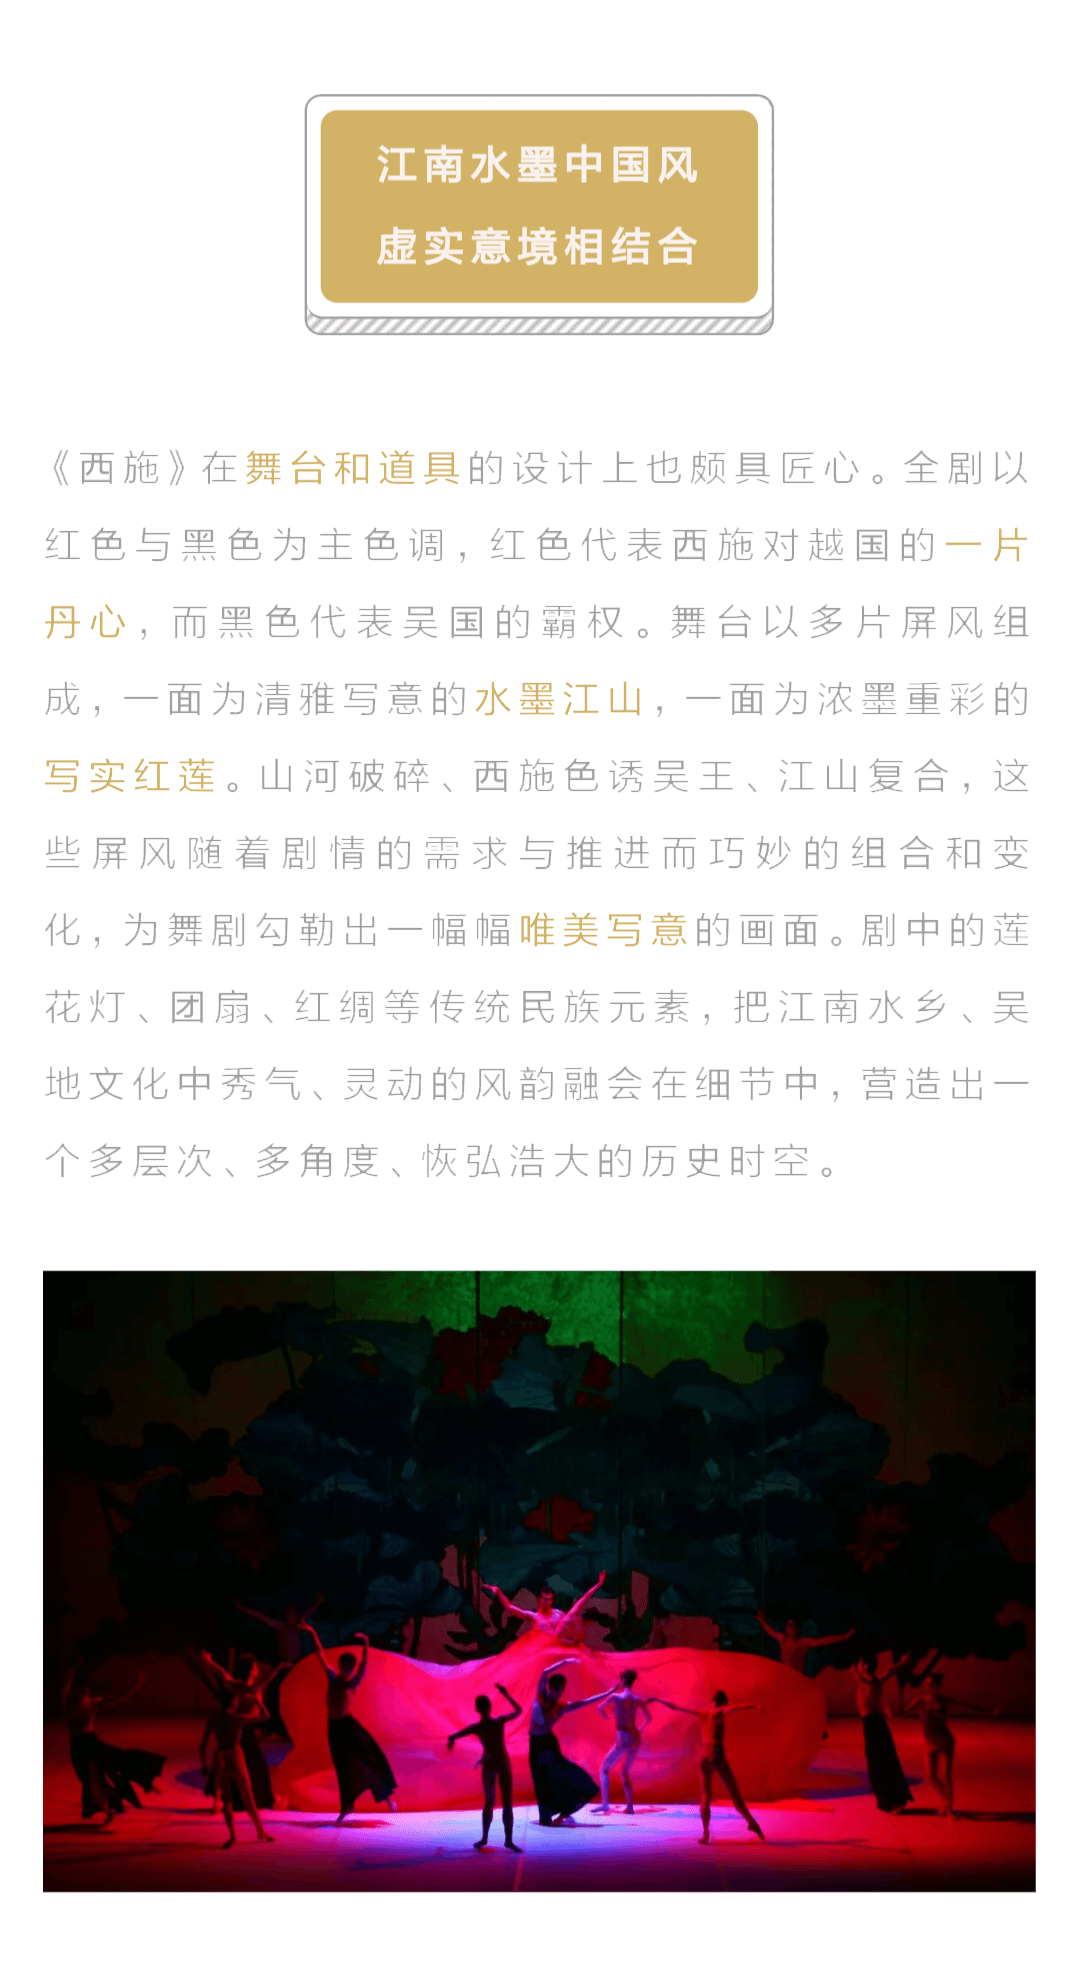 江南水墨中国风
虚实意境相结合
《西施》在舞台和道具的设计上也颇具匠心。全剧以
红色与黑色为主色调，红色代表西施对越国的一片
丹心，而黑色代表吴国的霸权。舞台以多片屏风组
成，一面为清雅写意的水墨江山，一面为浓墨重彩的
写实红莲。山河破碎、西施色诱吴王、江山复合，这
些屏风随着剧情的需求与推进而巧妙的组合和变
化，为舞剧勾勒出一幅幅唯美写意的画面。剧中的莲
花灯、团扇、红绸等传统民族元素，把江南水乡、吴
地文化中秀气、灵动的风韵融会在细节中，营造出一
个多层次、多角度、恢弘浩大的历史时空。